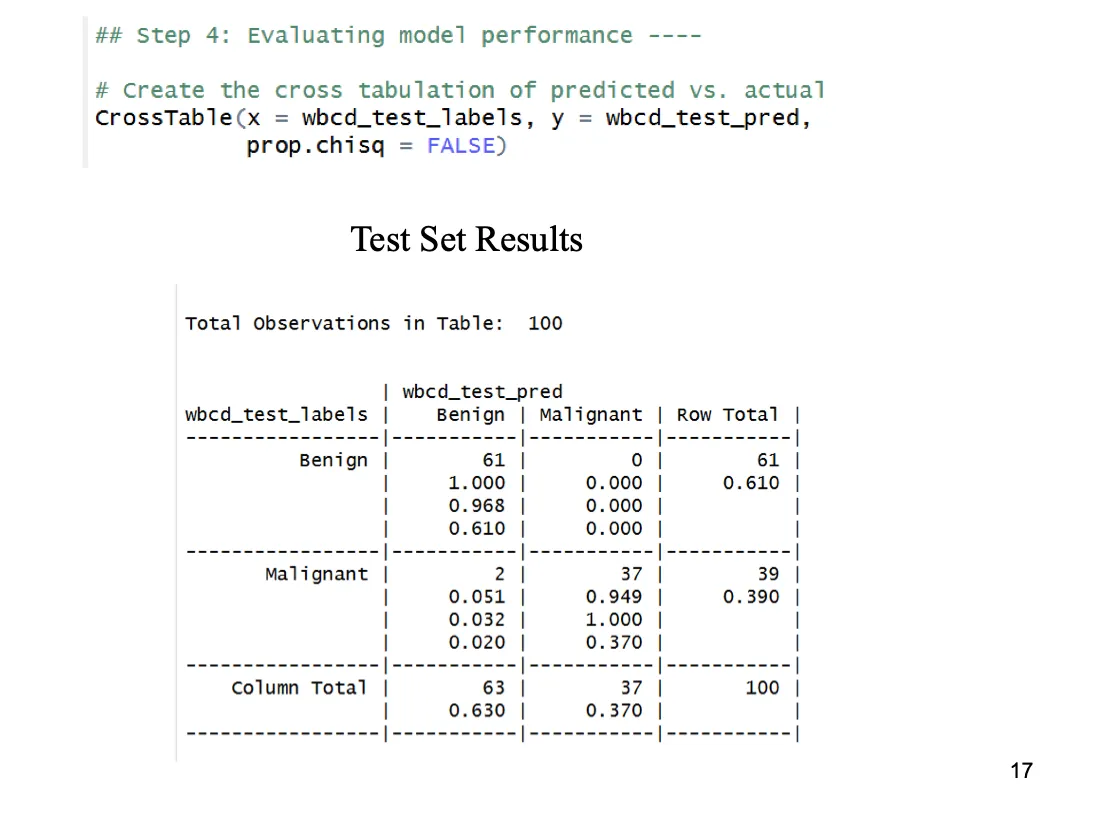 ## Step 4: Evaluating model performance ----
# Create the cross tabulation of predicted vs. actual
CrossTable(x = wbcd_test_labels, y = wbcd_test_pred,
           prop.chisq = FALSE)
Test Set Results
Total Observations in Table:  100
                 | wbcd_test_pred
wbcd_test_labels |    Benign | Malignant | Row Total |
-----------------|-----------|-----------|-----------|
          Benign |        61 |         0 |        61 |
                 |     1.000 |     0.000 |     0.610 |
                 |     0.968 |     0.000 |           |
                 |     0.610 |     0.000 |           |
-----------------|-----------|-----------|-----------|
       Malignant |         2 |        37 |        39 |
                 |     0.051 |     0.949 |     0.390 |
                 |     0.032 |     1.000 |           |
                 |     0.020 |     0.370 |           |
-----------------|-----------|-----------|-----------|
    Column Total |        63 |        37 |       100 |
                 |     0.630 |     0.370 |           |
-----------------|-----------|-----------|-----------|
17